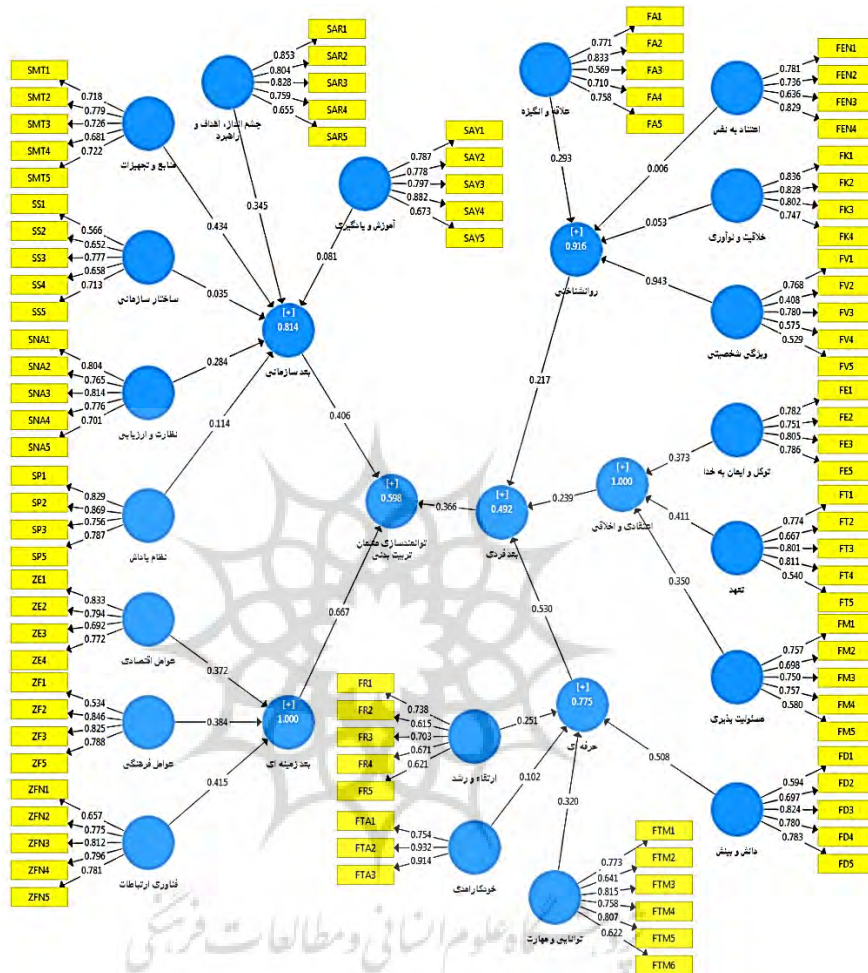 SMT1
SMT2
SMT3
SMT4
SMT5
0.718
0.779
0.726
0.681
0.722
منابع و تجهیزات
0.434
SAR1
SAR2
SAR3
SAR4
SAR5
0.853
0.804
0.828
0.759
0.655
چشم انداز، اهداف و
راهبرد
0.345
SAY1
SAY2
SAY3
SAY4
SAY5
0.787
0.778
0.797
0.882
0.673
آموزش و یادگیری
0.081
SS1
SS2
SS3
SS4
SS5
0.566
0.652
0.777
0.658
0.713
ساختار سازمانی
0.035
SNA1
SNA2
SNA3
SNA4
SNA5
0.804
0.765
0.814
0.776
0.701
نظارت و ارزیابی
0.284
SP1
SP2
SP3
SP5
0.829
0.869
0.756
0.787
نظام پاداش
0.114
[+]
0.814
بعد سازمانی
0.406
ZE1
ZE2
ZE3
ZE4
0.833
0.794
0.692
0.772
عوامل اقتصادی
0.372
ZF1
ZF2
ZF3
ZF5
0.534
0.846
0.825
0.788
عوامل فرهنگی
0.384
ZFN1
ZFN2
ZFN3
ZFN4
ZFN5
0.657
0.775
0.812
0.796
0.781
فناوری ارتباطات
0.415
[+]
1.000
بعد زمینه ای
0.667
[+]
0.598
توانمندسازی معلمان
تربیت بدنی
0.366
[+]
0.492
بعد فردی
FA1
FA2
FA3
FA4
FA5
0.771
0.833
0.569
0.710
0.758
علاقه و انگیزه
0.293
FEN1
FEN2
FEN3
FEN4
0.781
0.736
0.636
0.829
اعتماد به نفس
0.006
FK1
FK2
FK3
FK4
0.836
0.828
0.802
0.747
خلاقیت و نوآوری
0.053
FV1
FV2
FV3
FV4
FV5
0.768
0.408
0.780
0.575
0.529
ویژگی شخصیتی
0.943
[+]
0.916
روانشناختی
0.217
FE1
FE2
FE3
FE5
0.782
0.751
0.805
0.786
توکل و ایمان به خدا
0.373
FT1
FT2
FT3
FT4
FT5
0.774
0.667
0.801
0.811
0.540
تعهد
0.411
FM1
FM2
FM3
FM4
FM5
0.757
0.698
0.750
0.757
0.580
مسئولیت پذیری
0.350
[+]
1.000
اعتقادی و اخلاقی
0.239
FR1
FR2
FR3
FR4
FR5
0.738
0.615
0.703
0.671
0.621
ارتقاء و رشد
0.251
FTA1
FTA2
FTA3
0.754
0.932
0.914
خودکارامدی
0.102
FTM1
FTM2
FTM3
FTM4
FTM5
FTM6
0.773
0.641
0.815
0.758
0.807
0.622
توانایی و مهارت
0.320
FD1
FD2
FD3
FD4
FD5
0.594
0.697
0.824
0.780
0.783
دانش و بینش
0.508
[+]
0.775
حرفه ای
0.530
پژوهشگاه علوم انسانی و مطالعات فرهنگی